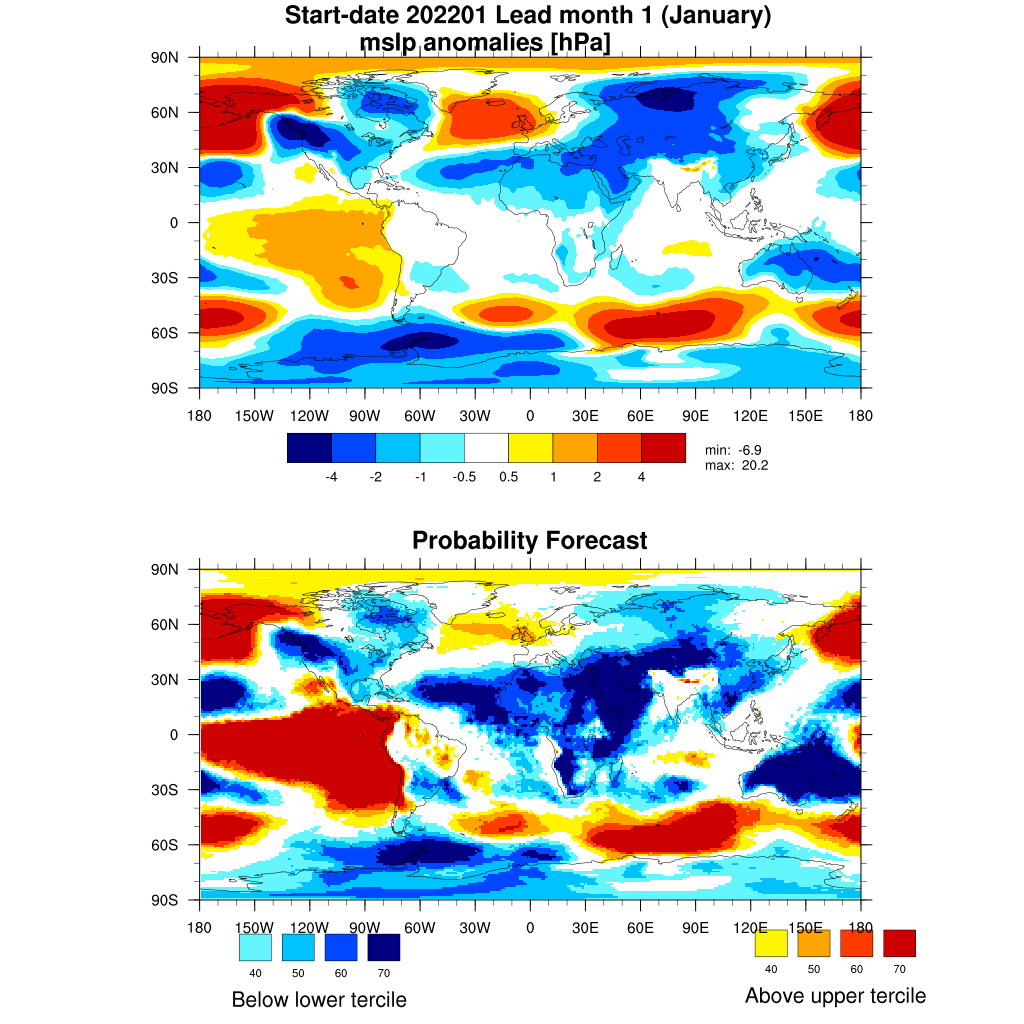 Start-date 202201 Lead month 1 (January)
mslp anomalies [hPa]
90N
60N
30N
0
30S
60S
90S
180 150W 120W 90W 60W 30W 0 30E 60E 90E 120E 150E 180
-4 -2 -1 -0.5 0.5 1 2 4
min: -6.9
max: 20.2
Probability Forecast
90N
60N
30N
0
30S
60S
90S
180 150W 120W 90W 60W 30W 0 30E 60E 90E 120E 150E 180
40 50 60 70
40 50 60 70
Below lower tercile
Above upper tercile